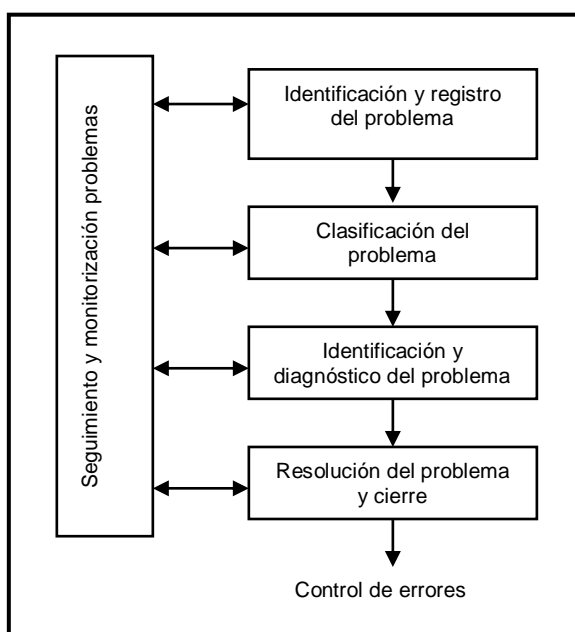 Seguimiento y monitorización problemas
Identificación y registro
del problema
Clasificación del
problema
Identificación y
diagnóstico del problema
Resolución del problema
y cierre
Control de errores